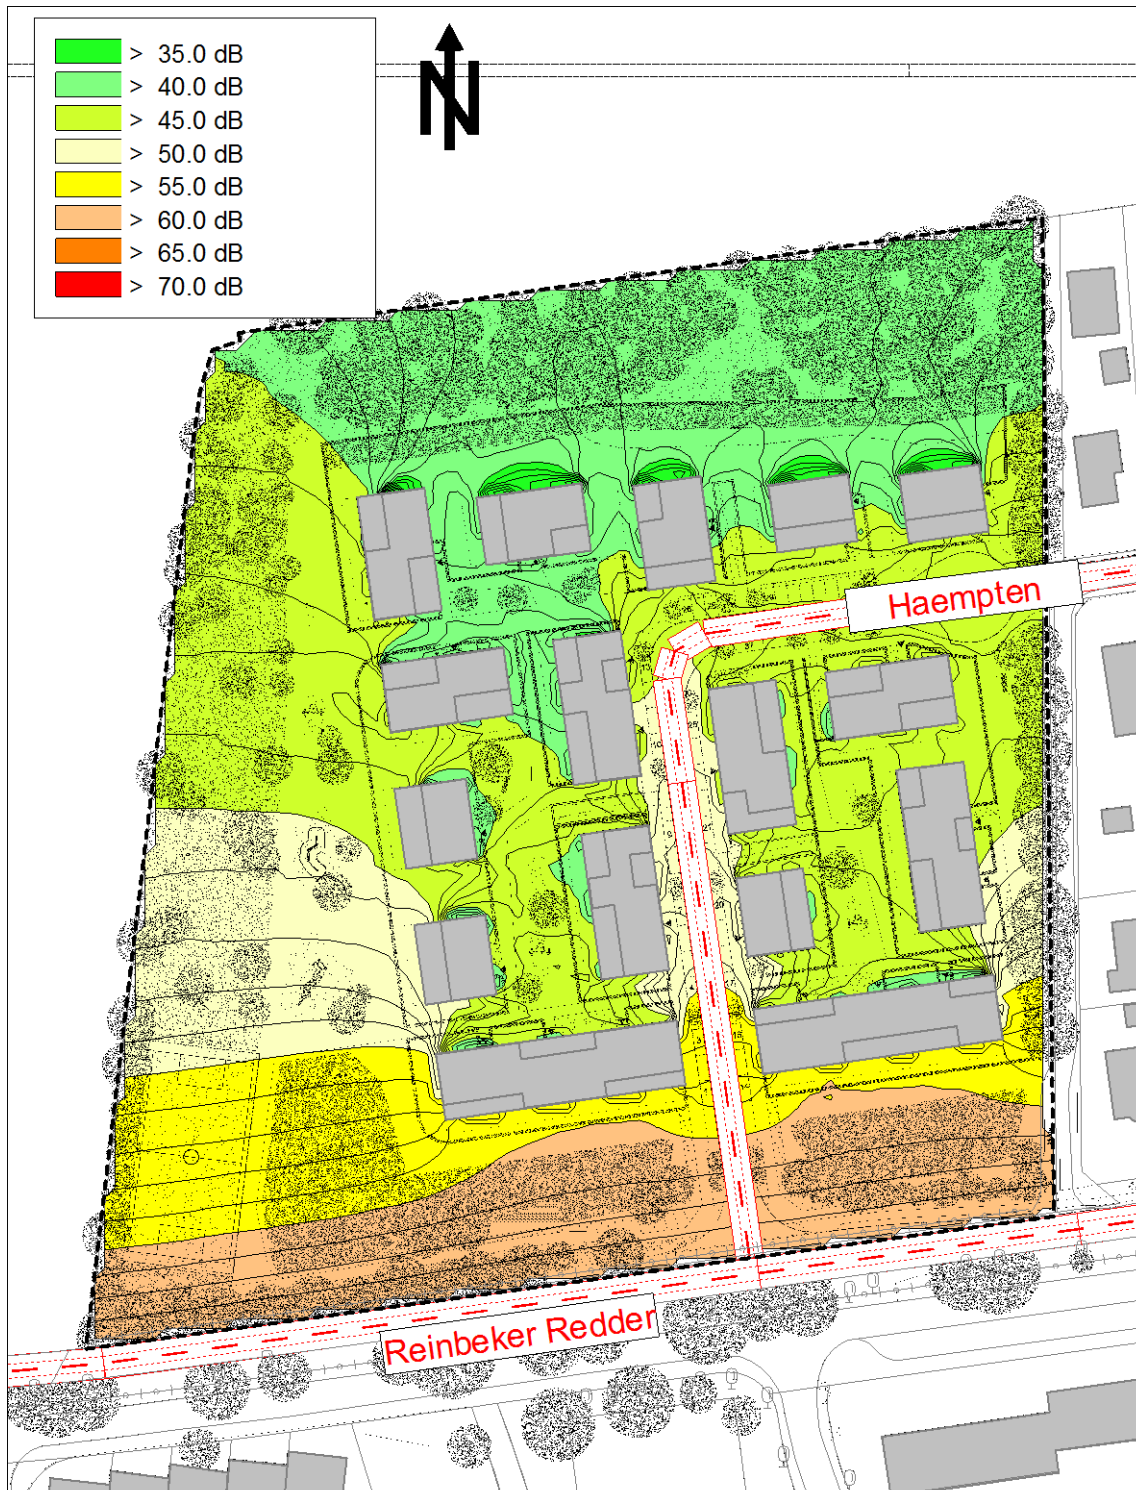 > 35.0 dB
> 40.0 dB
> 45.0 dB
> 50.0 dB
> 55.0 dB
> 60.0 dB
> 65.0 dB
> 70.0 dB
N
Haempten
Reinbeker Redder